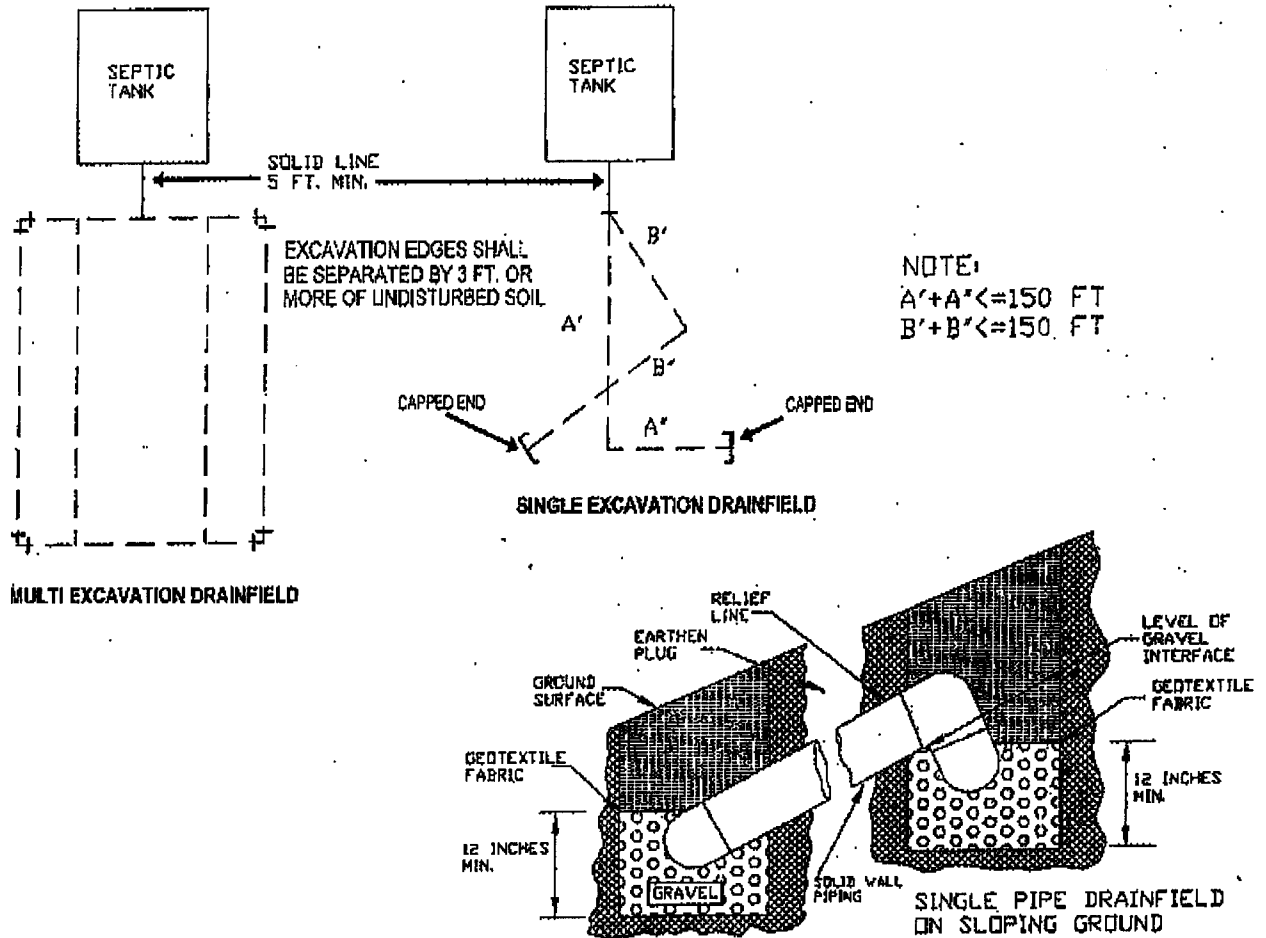 SEPTIC
TANK
SEPTIC
TANK
SOLID LINE
5 FT. MIN.
EXCAVATION EDGES SHALL
BE SEPARATED BY 3 FT. OR
MORE OF UNDISTURBED SOIL
B'
A'
B"
A"
CAPPED END
CAPPED END
NOTE:
A'+A"<=150 FT
B'+B"<=150 FT
SINGLE EXCAVATION DRAINFIELD
MULTI EXCAVATION DRAINFIELD
RELIEF
LINE
EARTHEN
PLUG
LEVEL OF
GRAVEL
INTERFACE
GROUND
SURFACE
GEOTEXTILE
FABRIC
GEOTEXTILE
FABRIC
12 INCHES
MIN.
12 INCHES
MIN.
GRAVEL
SOLID WALL
PIPING
SINGLE PIPE DRAINFIELD
ON SLOPING GROUND